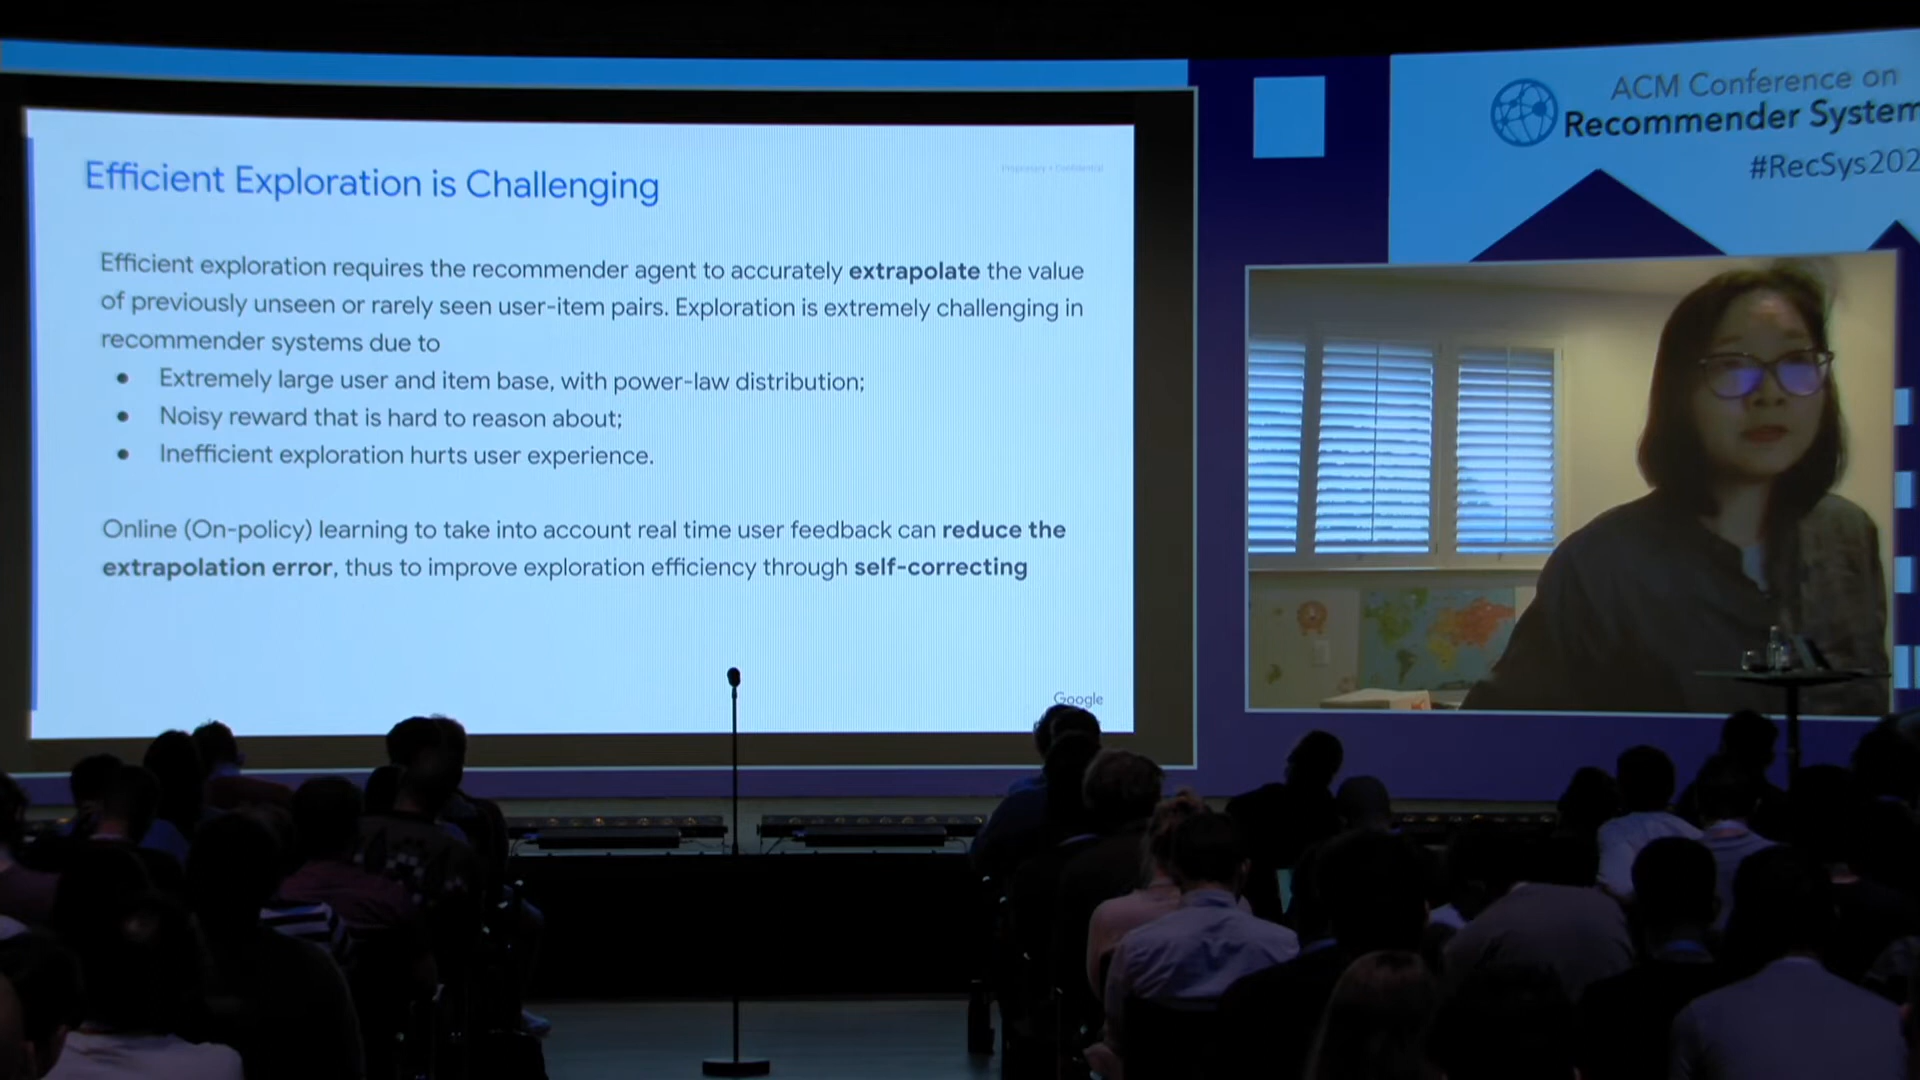 Efficient Exploration is Challenging
Proprietary + Confidential
Efficient exploration requires the recommender agent to accurately extrapolate the value
of previously unseen or rarely seen user-item pairs. Exploration is extremely challenging in
recommender systems due to
● Extremely large user and item base, with power-law distribution;
● Noisy reward that is hard to reason about;
● Inefficient exploration hurts user experience.
Online (On-policy) learning to take into account real time user feedback can reduce the
extrapolation error, thus to improve exploration efficiency through self-correcting
Google
ACM Conference on
Recommender System
#RecSys202